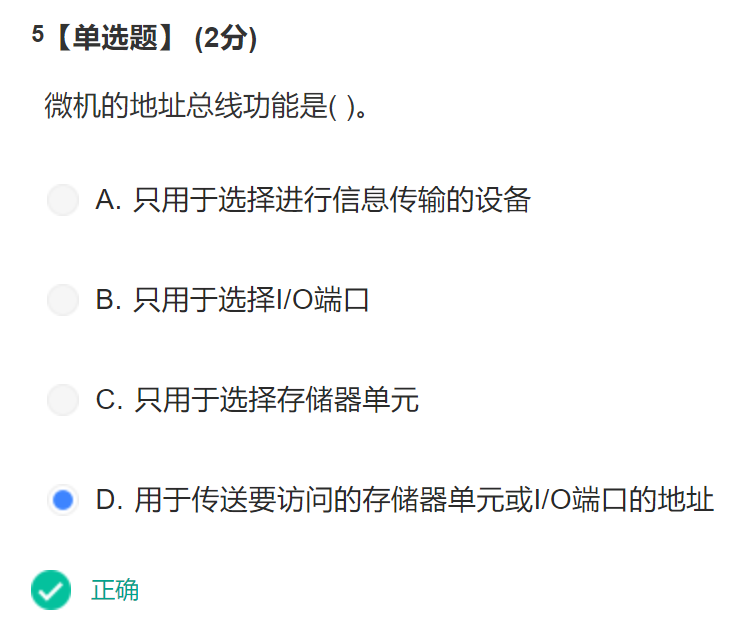 5【单选题】 (2分)
微机的地址总线功能是( )。
A. 只用于选择进行信息传输的设备
B. 只用于选择I/O端口
C. 只用于选择存储器单元
D. 用于传送要访问的存储器单元或I/O端口的地址
正确